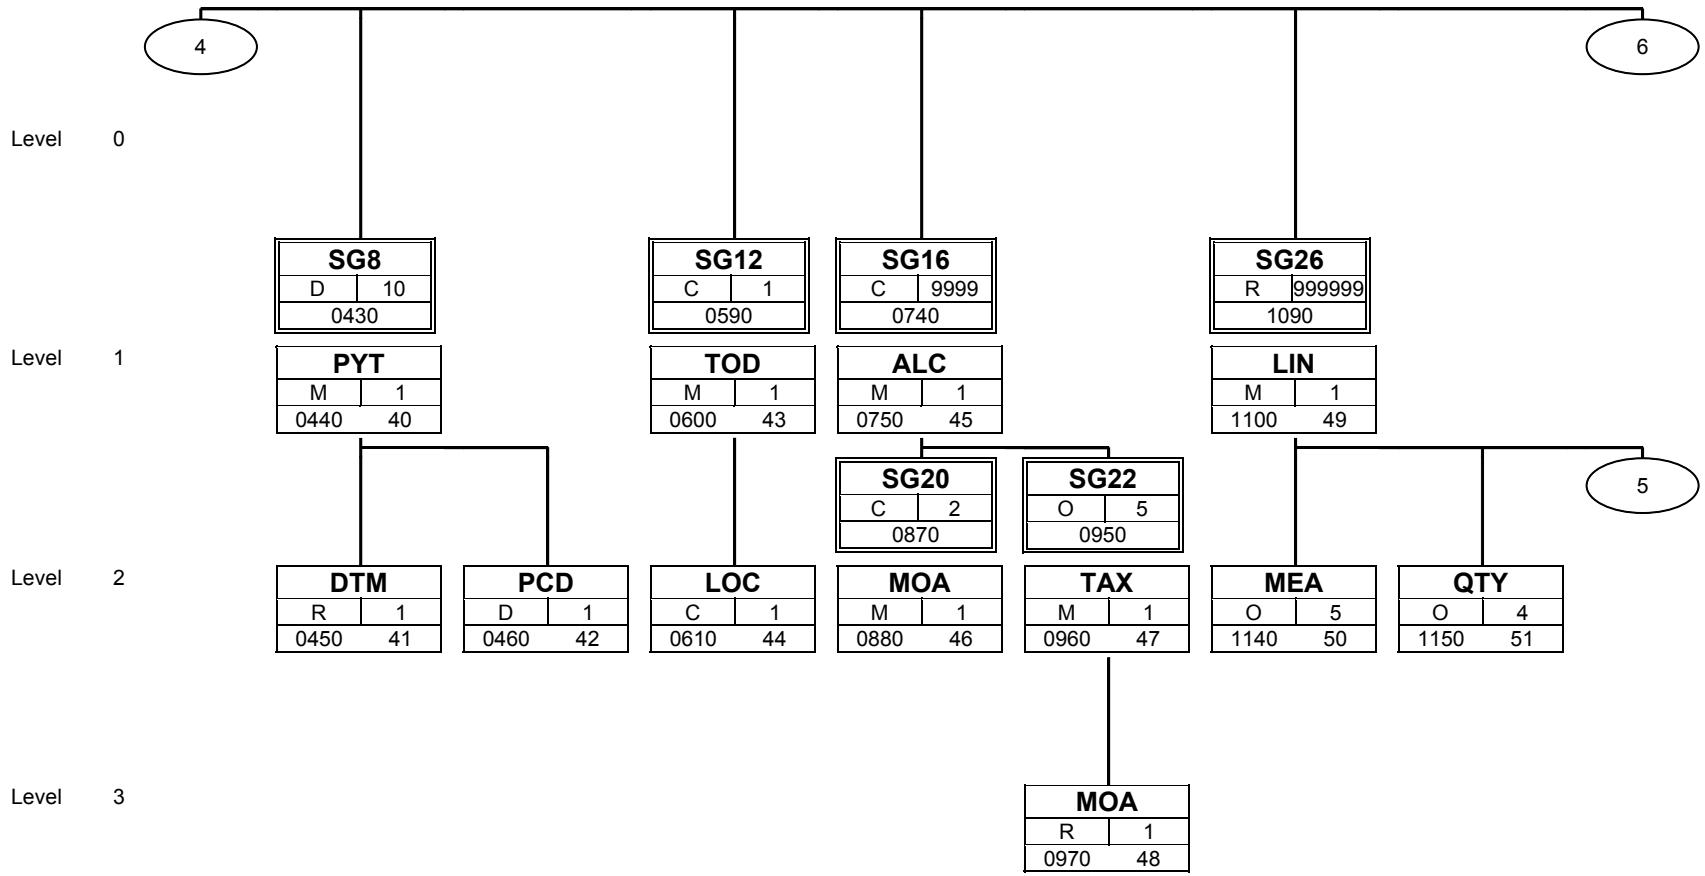 4 6
Level 0
SG8 SG12 SG16 SG26
D 10 C 1 C 9999 R 999999
0430 0590 0740 1090
Level 1
PYT TOD ALC LIN
M 1 M 1 M 1 M 1
0440 40 0600 43 0750 45 1100 49
SG20 SG22 5
C 2 O 5
0870 0950
Level 2
DTM PCD LOC MOA TAX MEA QTY
R 1 D 1 C 1 M 1 M 1 O 5 O 4
0450 41 0460 42 0610 44 0880 46 0960 47 1140 50 1150 51
Level 3
MOA
R 1
0970 48